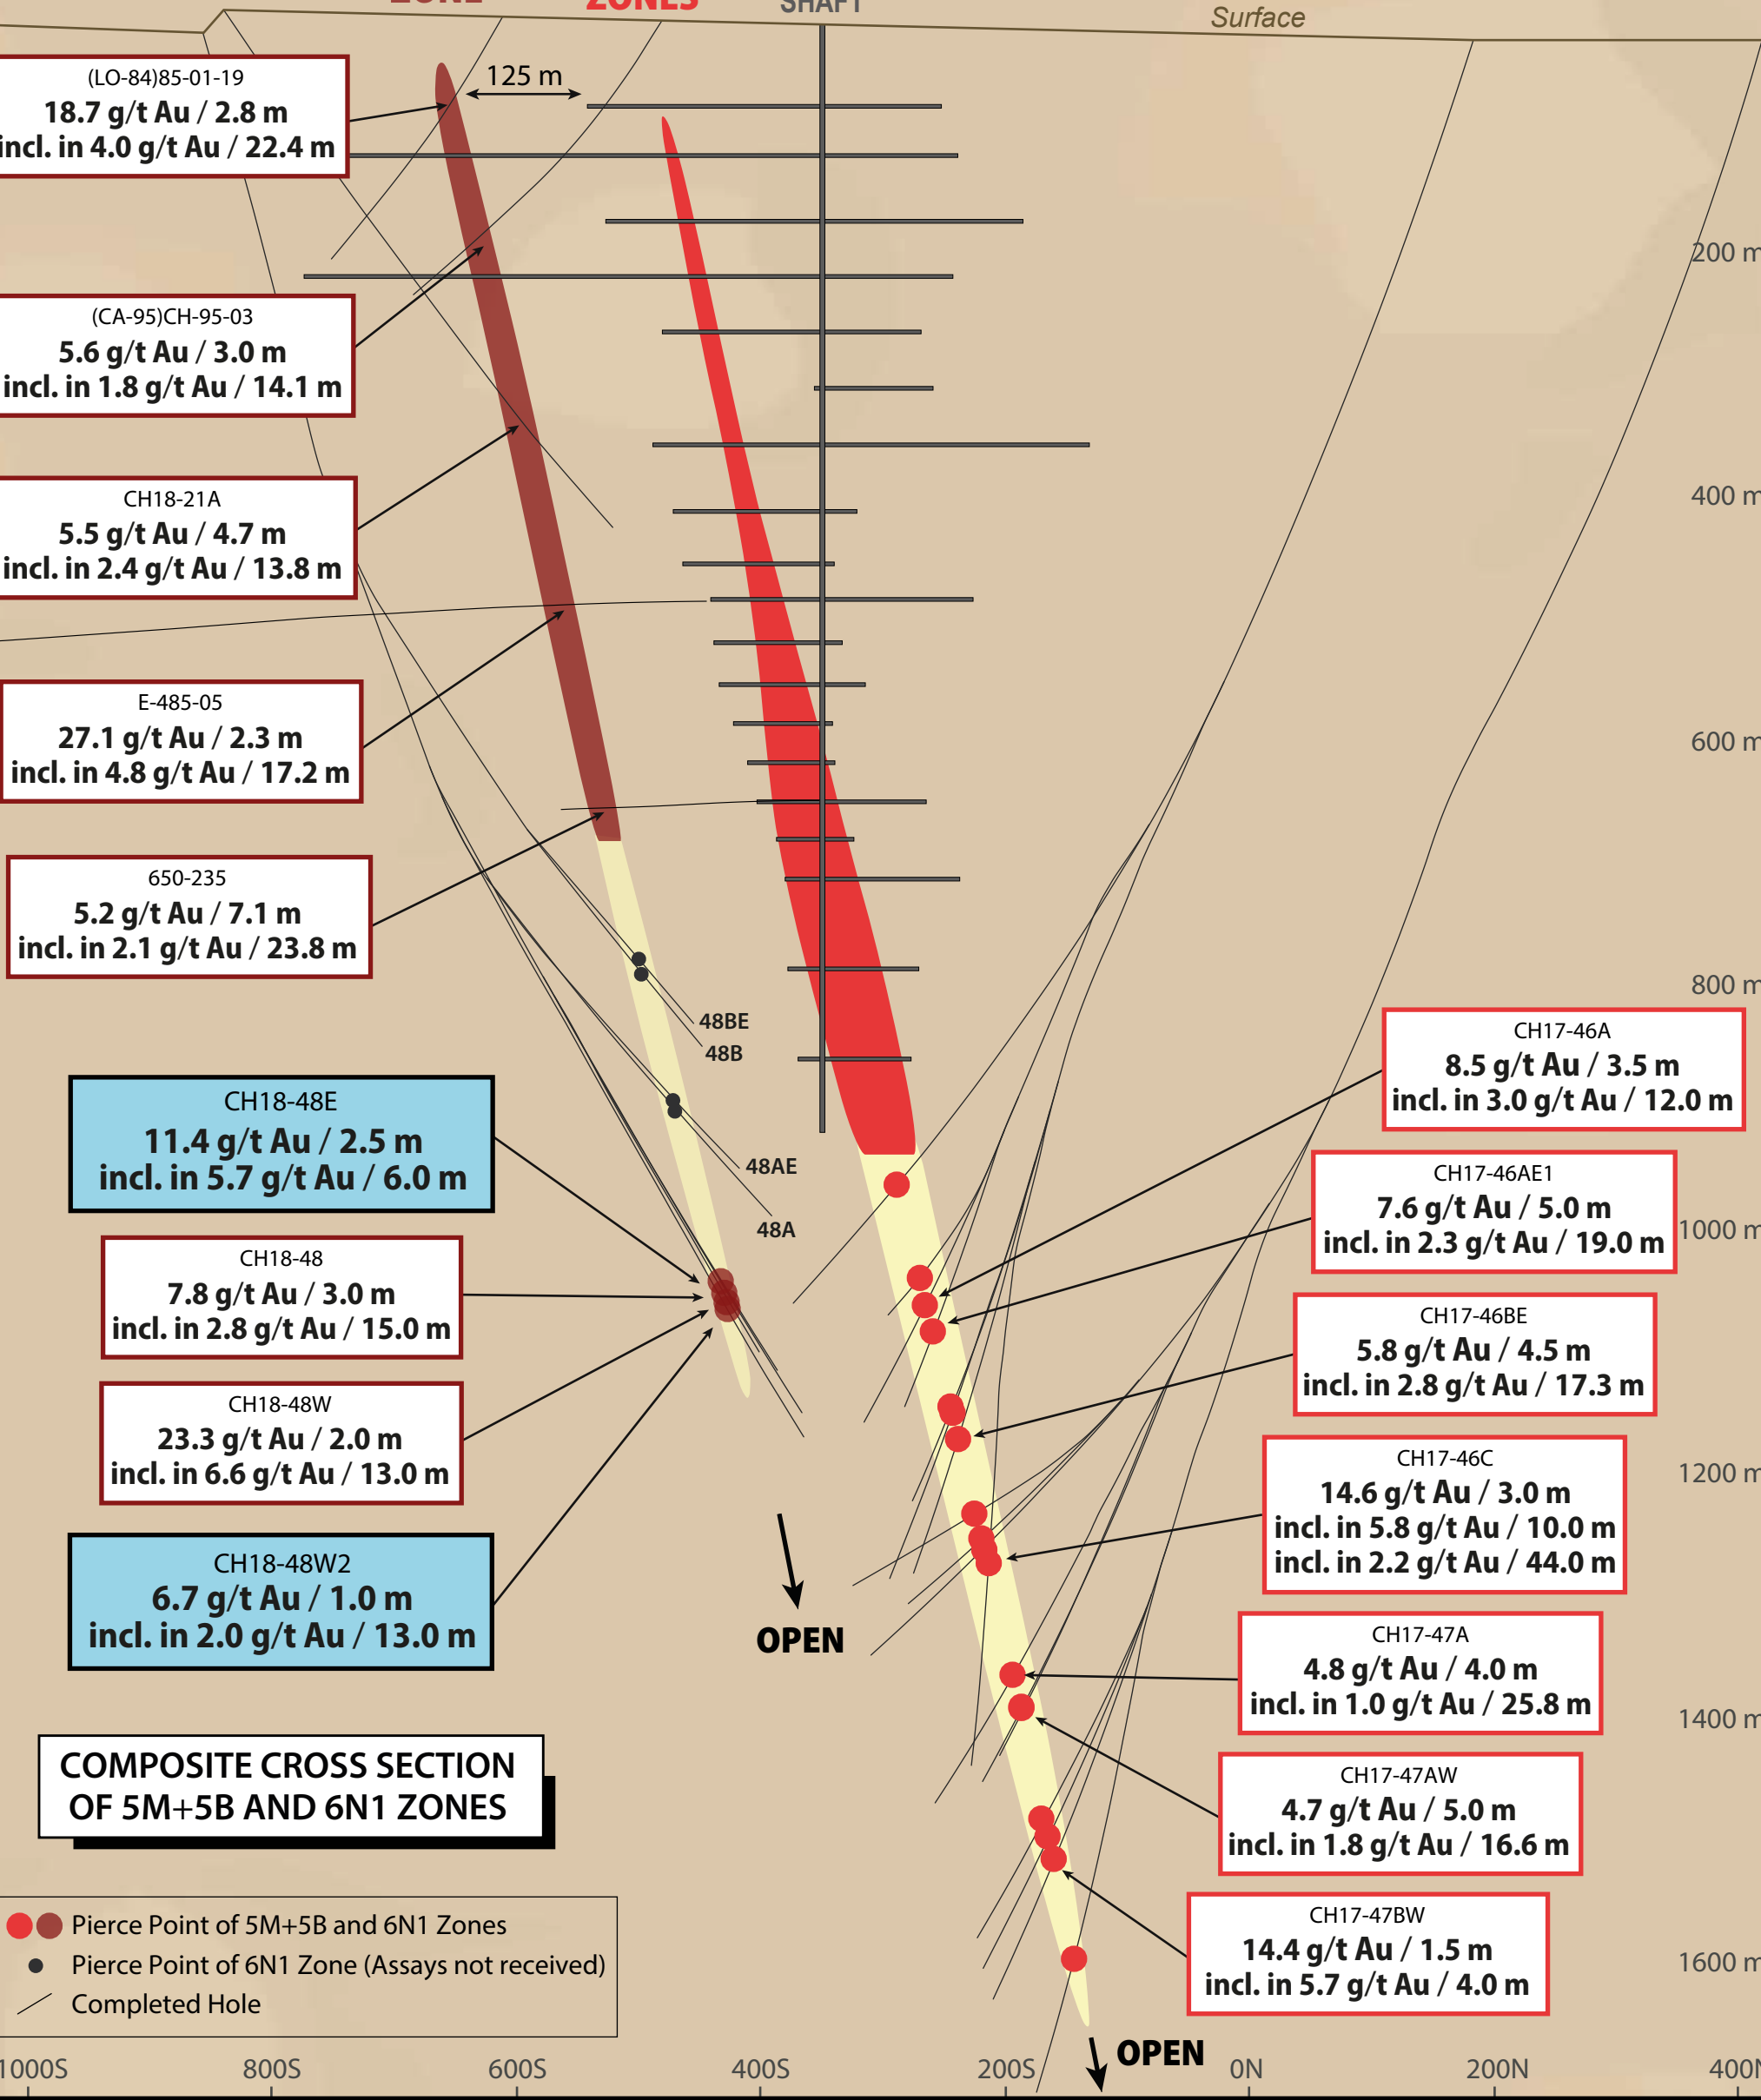 ZONE
ZONES
SHAFT
Surface
125 m
(LO-84)85-01-19
18.7 g/t Au / 2.8 m
incl. in 4.0 g/t Au / 22.4 m
(CA-95)CH-95-03
5.6 g/t Au / 3.0 m
incl. in 1.8 g/t Au / 14.1 m
CH18-21A
5.5 g/t Au / 4.7 m
incl. in 2.4 g/t Au / 13.8 m
E-485-05
27.1 g/t Au / 2.3 m
incl. in 4.8 g/t Au / 17.2 m
650-235
5.2 g/t Au / 7.1 m
incl. in 2.1 g/t Au / 23.8 m
CH18-48E
11.4 g/t Au / 2.5 m
incl. in 5.7 g/t Au / 6.0 m
CH18-48
7.8 g/t Au / 3.0 m
incl. in 2.8 g/t Au / 15.0 m
CH18-48W
23.3 g/t Au / 2.0 m
incl. in 6.6 g/t Au / 13.0 m
CH18-48W2
6.7 g/t Au / 1.0 m
incl. in 2.0 g/t Au / 13.0 m
48BE
48B
48AE
48A
OPEN
200 m
400 m
600 m
800 m
1000 m
1200 m
1400 m
1600 m
CH17-46A
8.5 g/t Au / 3.5 m
incl. in 3.0 g/t Au / 12.0 m
CH17-46AE1
7.6 g/t Au / 5.0 m
incl. in 2.3 g/t Au / 19.0 m
CH17-46BE
5.8 g/t Au / 4.5 m
incl. in 2.8 g/t Au / 17.3 m
CH17-46C
14.6 g/t Au / 3.0 m
incl. in 5.8 g/t Au / 10.0 m
incl. in 2.2 g/t Au / 44.0 m
CH17-47A
4.8 g/t Au / 4.0 m
incl. in 1.0 g/t Au / 25.8 m
CH17-47AW
4.7 g/t Au / 5.0 m
incl. in 1.8 g/t Au / 16.6 m
CH17-47BW
14.4 g/t Au / 1.5 m
incl. in 5.7 g/t Au / 4.0 m
COMPOSITE CROSS SECTION
OF 5M+5B AND 6N1 ZONES
Pierce Point of 5M+5B and 6N1 Zones
Pierce Point of 6N1 Zone (Assays not received)
Completed Hole
OPEN
1000S 800S 600S 400S 200S 0N 200N 400N